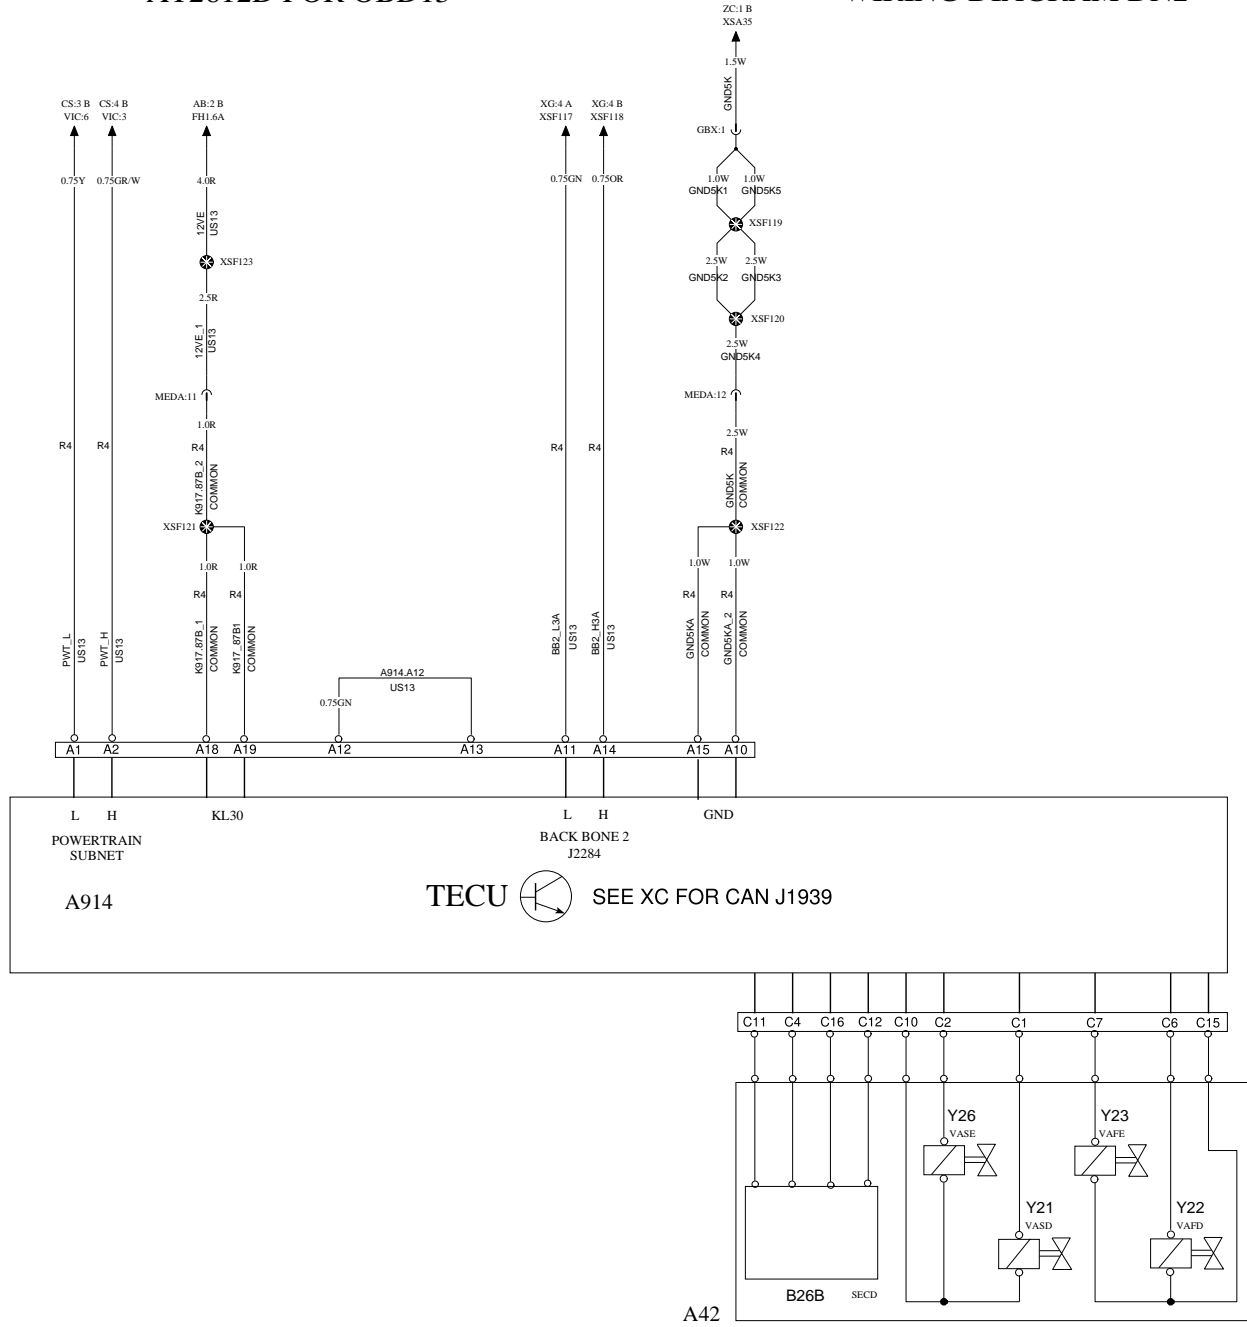 ZC:1 B
XSA35
1.5W
GND5K
CS:3 B
VIC:6
CS:4 B
VIC:3
AB:2 B
FH1.6A
XG:4 A
XSF117
XG:4 B
XSF118
GBX:1
0.75Y
0.75GR/W
4.0R
0.75GN
0.75OR
1.0W
1.0W
GND5K1
GND5K5
12VE
US13
XSF119
XSF123
2.5W
2.5W
GND5K2
GND5K3
2.5R
XSF120
12VE_1
US13
2.5W
GND5K4
MEDA:11
MEDA:12
1.0R
2.5W
R4
R4
R4
R4
R4
R4
K917.87B_2
COMMON
GND5K
COMMON
XSF121
XSF122
1.0R
1.0R
1.0W
1.0W
R4
R4
R4
R4
PWT_L
US13
PWT_H
US13
K917.87B_1
COMMON
K917_87B1
COMMON
BB2_L3A
US13
BB2_H3A
US13
GND5KA
COMMON
GND5KA_2
COMMON
A914.A12
US13
0.75GN
A1
A2
A18
A19
A12
A13
A11
A14
A15
A10
L
H
KL30
L
H
GND
POWERTRAIN
SUBNET
BACK BONE 2
J2284
A914
TECU
SEE XC FOR CAN J1939
C11
C4
C16
C12
C10
C2
C1
C7
C6
C15
Y26
VASE
Y23
VAFE
Y21
VASD
Y22
VAFD
B26B
SECD
A42